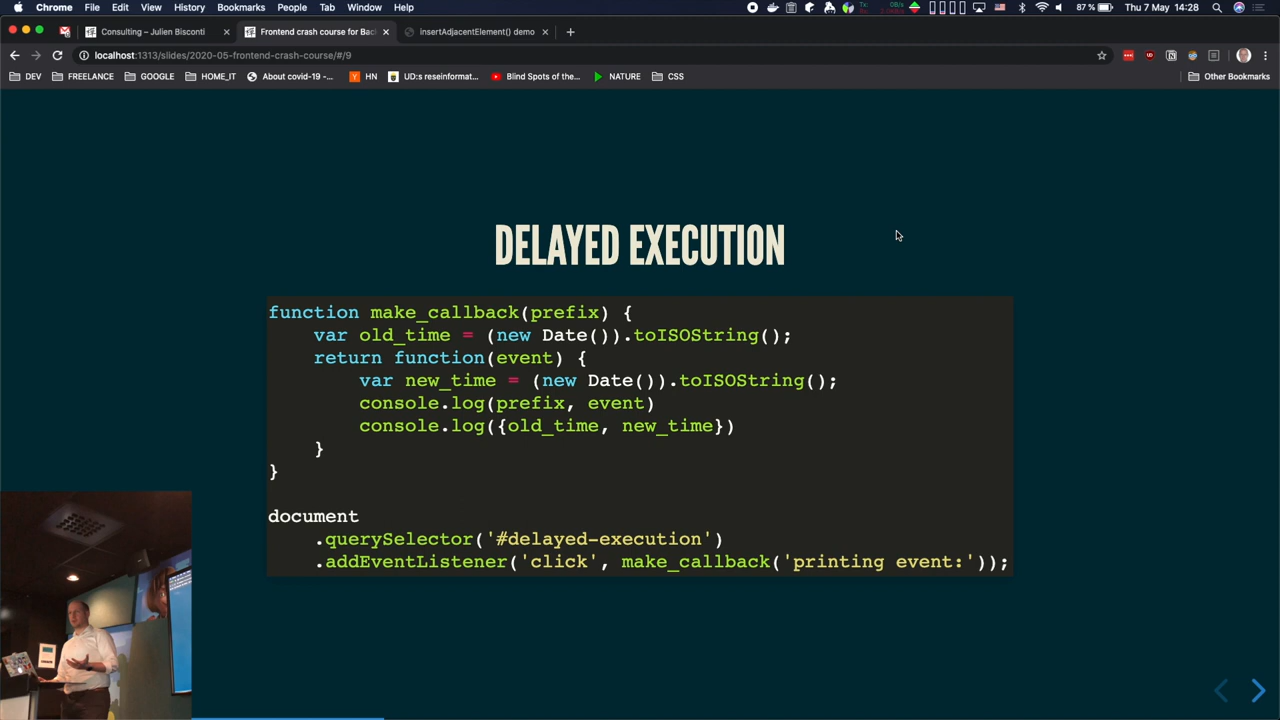 Chrome File Edit View History Bookmarks People Tab Window Help
87% Thu 7 May 14:28
Consulting – Julien Bisconti
Frontend crash course for Bac
insertAdjacentElement() demo
localhost:1313/slides/2020-05-frontend-crash-course/#/9
DEV FREELANCE GOOGLE HOME_IT About covid-19 -... HN UD:s reseinformat... Blind Spots of the... NATURE CSS Other Bookmarks
DELAYED EXECUTION
function make_callback(prefix) {
    var old_time = (new Date()).toISOString();
    return function(event) {
        var new_time = (new Date()).toISOString();
        console.log(prefix, event)
        console.log({old_time, new_time})
    }
}
document
    .querySelector('#delayed-execution')
    .addEventListener('click', make_callback('printing event:'));